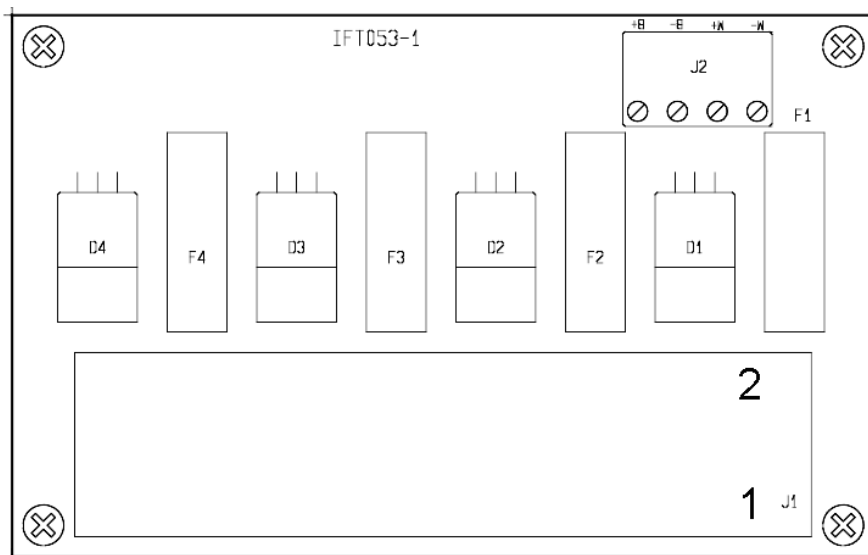 IFT053-1
B+ B- M+ M-
J2
F1
D4 F4 D3 F3 D2 F2 D1
2
1 J1